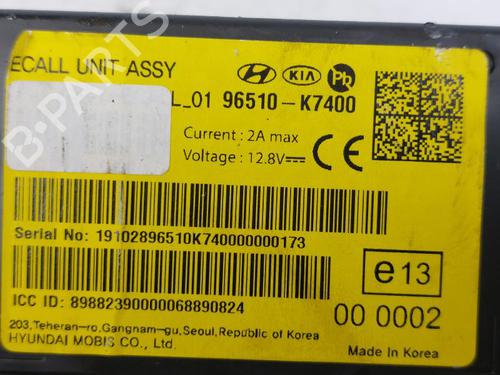 ECALL UNIT ASSY
HYUNDAI KIA Pb
L_01 96510-K7400
Current : 2A max
Voltage : 12.8V CE
Serial No: 19102896510K740000000173
e13
ICC ID: 89882390000068890824
00 0002
203,Teheran-ro,Gangnam-gu,Seoul,Republic of Korea
HYUNDAI MOBIS CO., Ltd.
Made in Korea
B-PARTS